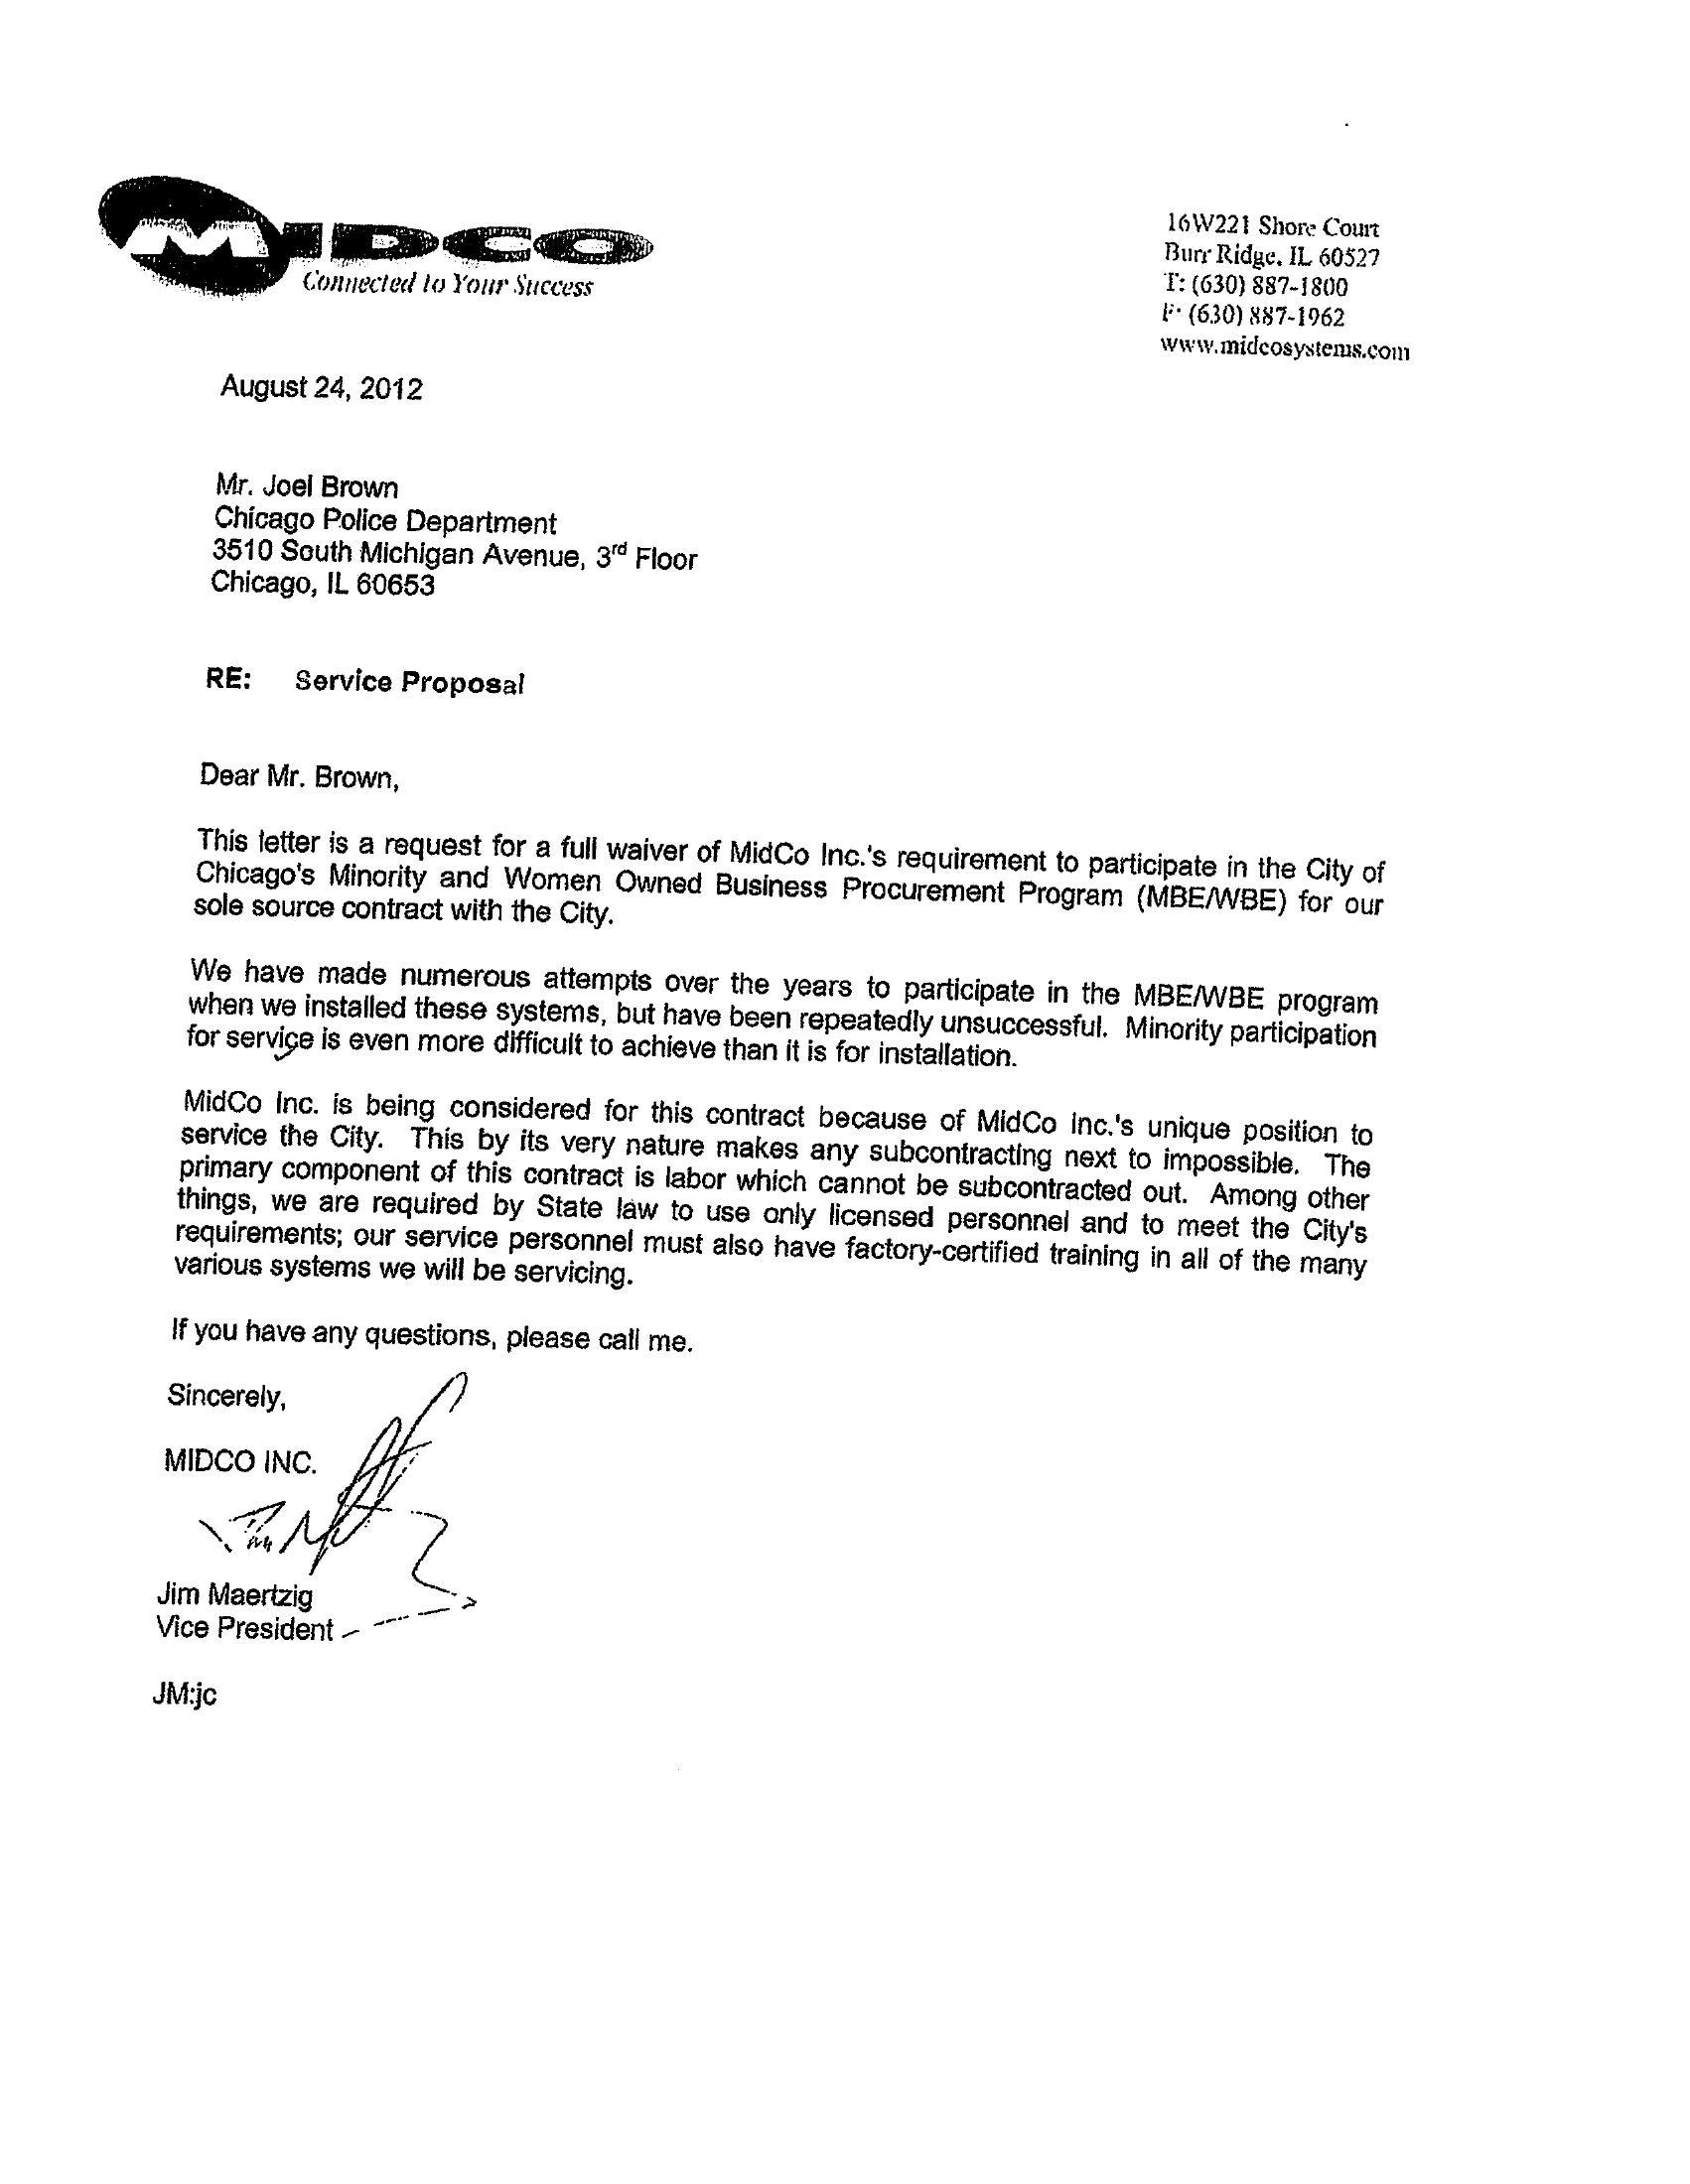 MIDCO
Connected to Your Success
16W221 Shore Court
Burr Ridge, IL 60527
T: (630) 887-1800
F: (630) 887-1962
www.midcosystems.com
August 24, 2012
Mr. Joel Brown
Chicago Police Department
3510 South Michigan Avenue, 3rd Floor
Chicago, IL 60653
RE: Service Proposal
Dear Mr. Brown,
This letter is a request for a full waiver of MidCo Inc.'s requirement to participate in the City of
Chicago's Minority and Women Owned Business Procurement Program (MBE/WBE) for our
sole source contract with the City.
We have made numerous attempts over the years to participate in the MBE/WBE program
when we installed these systems, but have been repeatedly unsuccessful. Minority participation
for service is even more difficult to achieve than it is for installation.
MidCo Inc. is being considered for this contract because of MidCo Inc.'s unique position to
service the City. This by its very nature makes any subcontracting next to impossible. The
primary component of this contract is labor which cannot be subcontracted out. Among other
things, we are required by State law to use only licensed personnel and to meet the City's
requirements; our service personnel must also have factory-certified training in all of the many
various systems we will be servicing.
If you have any questions, please call me.
Sincerely,
MIDCO INC.
Jim Maertzig
Vice President
JM:jc